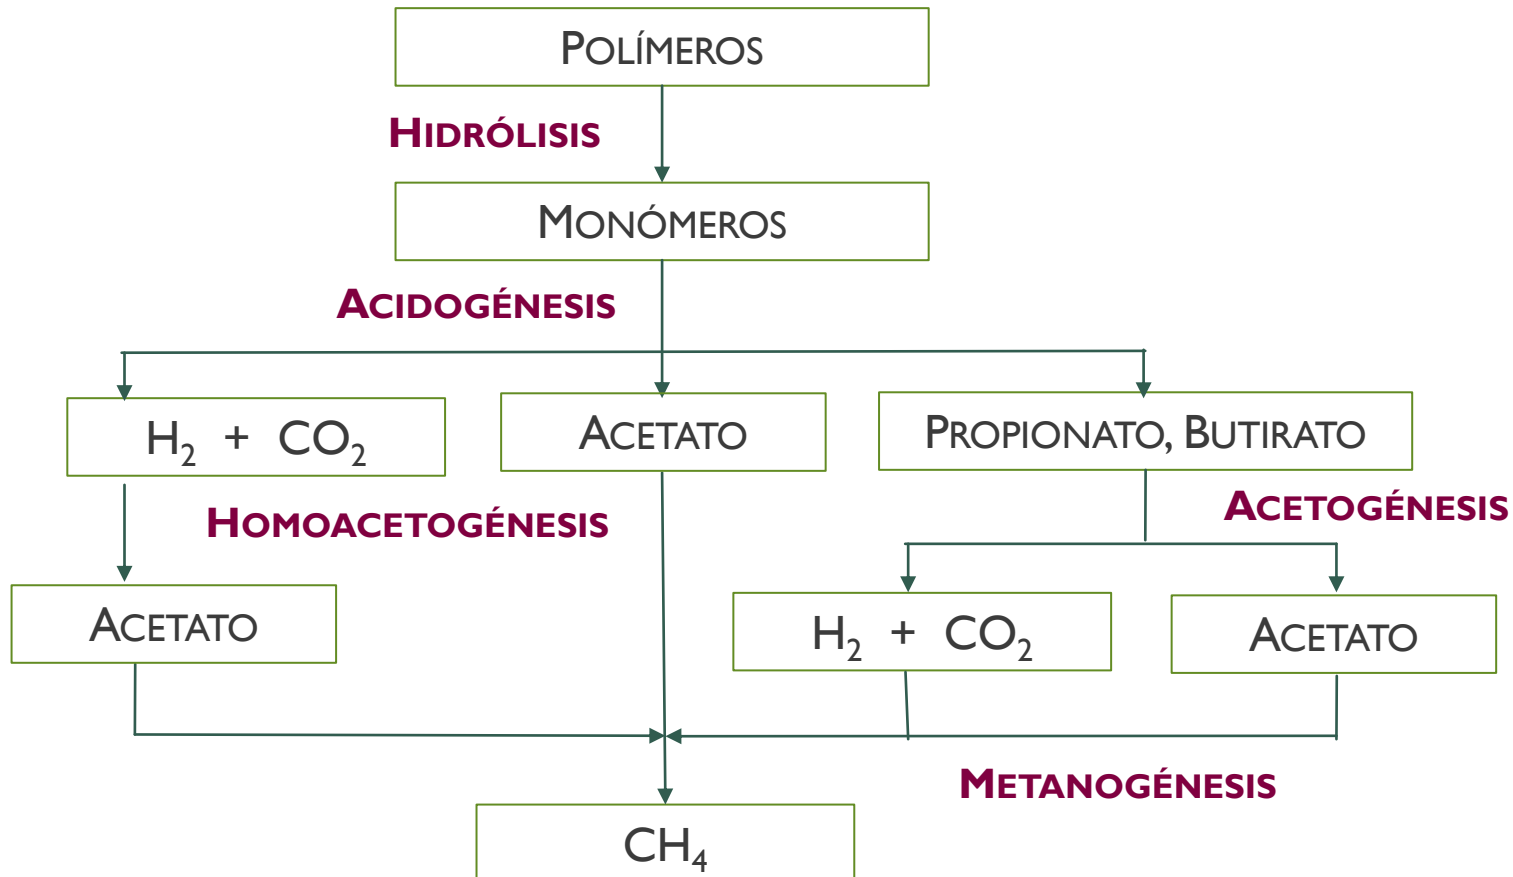 POLÍMEROS
HIDRÓLISIS
MONÓMEROS
ACIDOGÉNESIS
H₂ + CO₂
ACETATO
PROPIONATO, BUTIRATO
HOMOACETOGÉNESIS
ACETOGÉNESIS
ACETATO
H₂ + CO₂
ACETATO
METANOGÉNESIS
CH₄